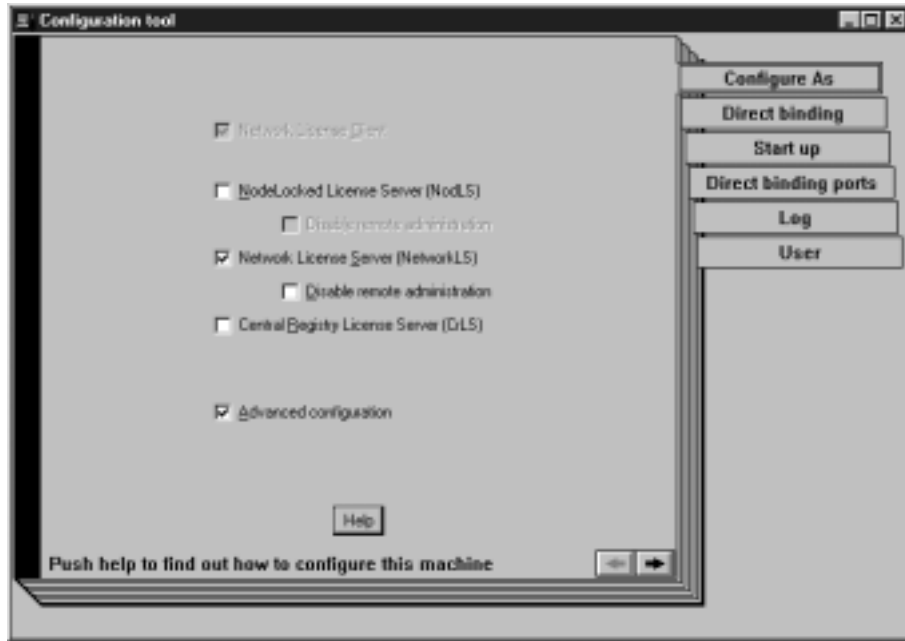 Configuration tool
Configure As
Direct binding
Start up
Direct binding ports
Log
User
Network License Client
NodeLocked License Server (NodLS)
Disable remote administration
Network License Server (NetworkLS)
Disable remote administration
Central Registry License Server (CrLS)
Advanced configuration
Help
Push help to find out how to configure this machine